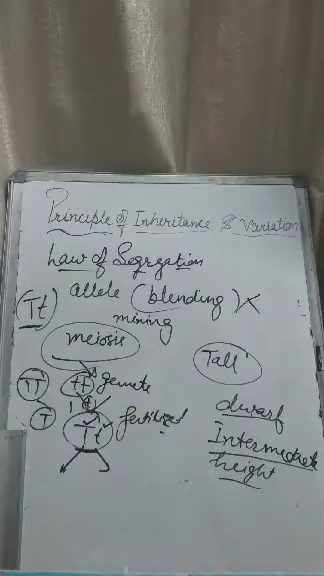 Principle of Inheritance & Variation
Law of Segregation
allele (blending) ×
Tt
mixing
meiosis
Tall
TT tt gamete
T t fertilized
Tt
dwarf
Intermediate
height